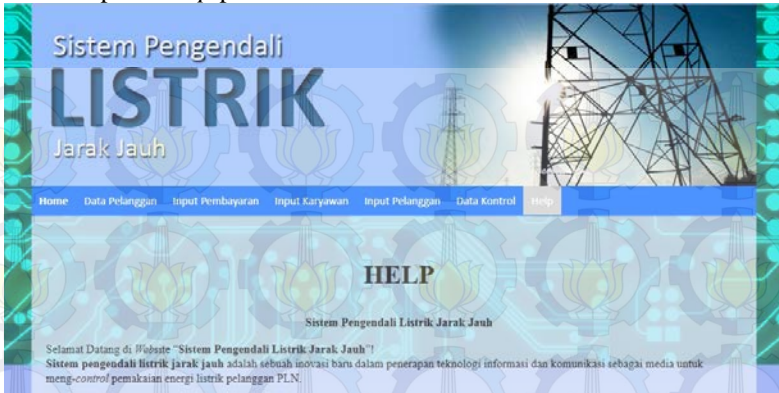 Sistem Pengendali
LISTRIK
Jarak Jauh
Home Data Pelanggan Input Pembayaran Input Karyawan Input Pelanggan Data Kontrol Help
HELP
Sistem Pengendali Listrik Jarak Jauh
Selamat Datang di Website "Sistem Pengendali Listrik Jarak Jauh"!
Sistem pengendali listrik jarak jauh adalah sebuah inovasi baru dalam penerapan teknologi informasi dan komunikasi sebagai media untuk
meng-control pemakaian energi listrik pelanggan PLN.